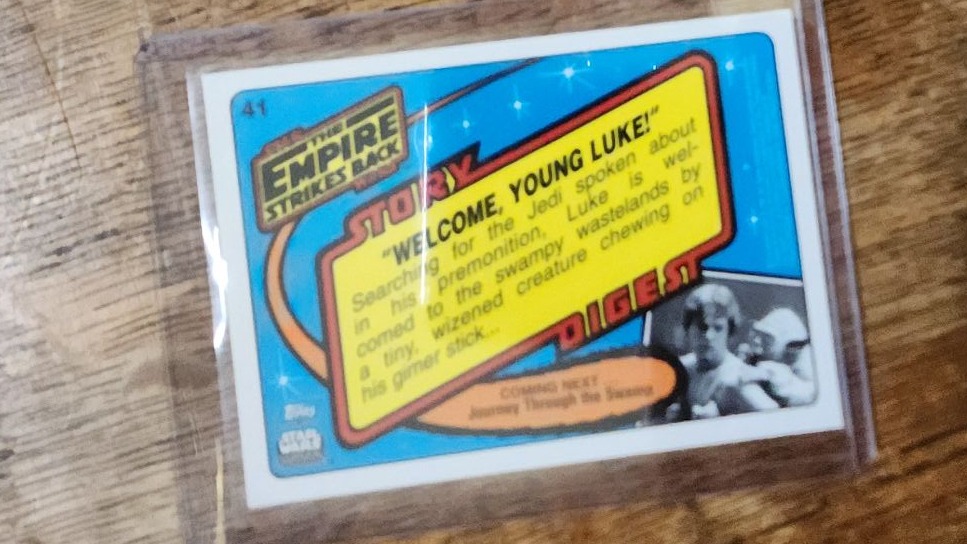 41
THE
EMPIRE
STRIKES BACK
STORY
"WELCOME, YOUNG LUKE!"
Searching for the Jedi spoken about
in his premonition, Luke is wel-
comed to the swampy wastelands by
a tiny, wizened creature chewing on
his gimer stick...
DIGEST
COMING NEXT
Journey Through the Swamp
Topps
STAR
WARS